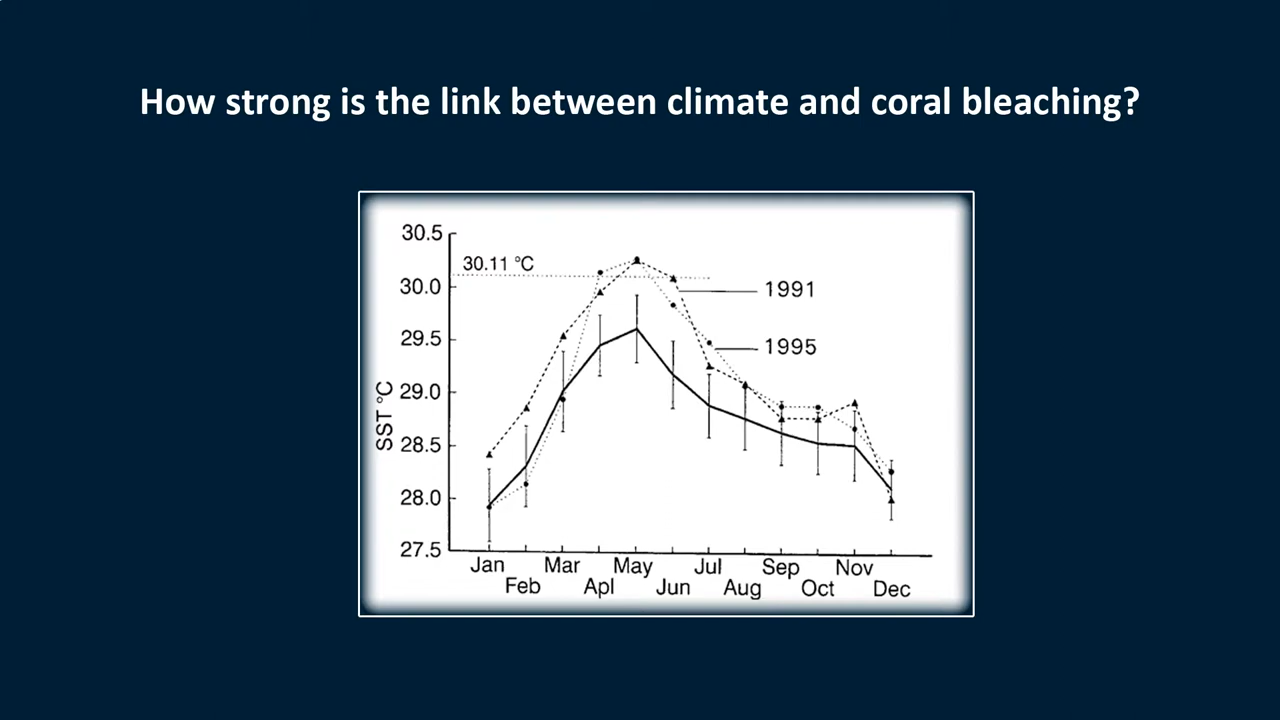 How strong is the link between climate and coral bleaching?
30.5
30.11 °C
30.0
1991
29.5
1995
29.0
SST °C
28.5
28.0
27.5
Jan Mar May Jul Sep Nov
Feb Apl Jun Aug Oct Dec